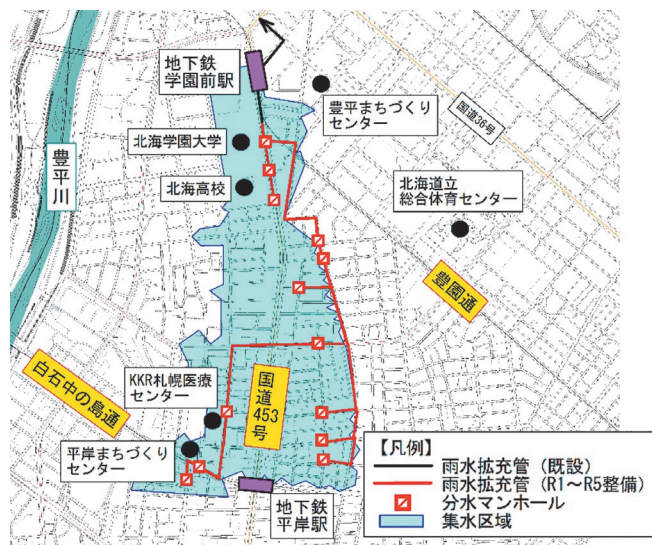 地下鉄
学園前駅
豊平まちづくり
センター
国道36号
北海学園大学
豊平川
北海高校
北海道立
総合体育センター
豊園通
白石中の島通
KKR札幌医療
センター
国道
453
号
平岸まちづくり
センター
地下鉄
平岸駅
【凡例】
雨水拡充管（既設）
雨水拡充管（R1～R5整備）
分水マンホール
集水区域